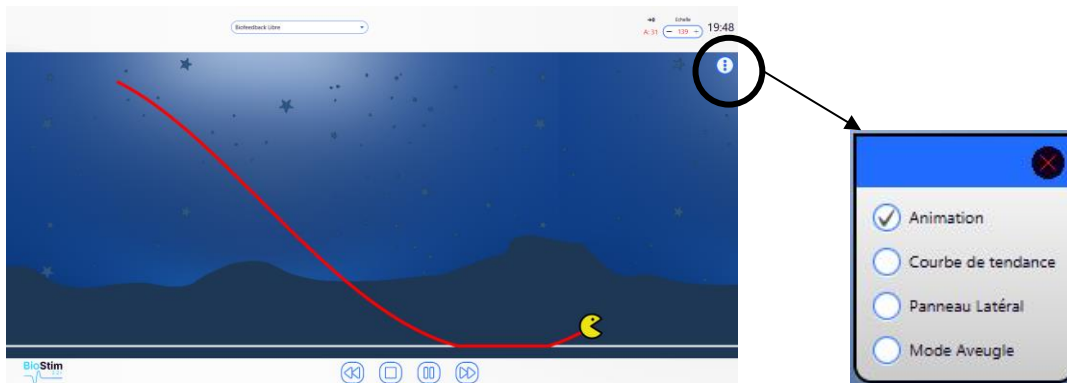 Biofeedback Libre
Echelle
A: 31
− 139 +
19:48
Animation
Courbe de tendance
Panneau Latéral
Mode Aveugle
BioStim